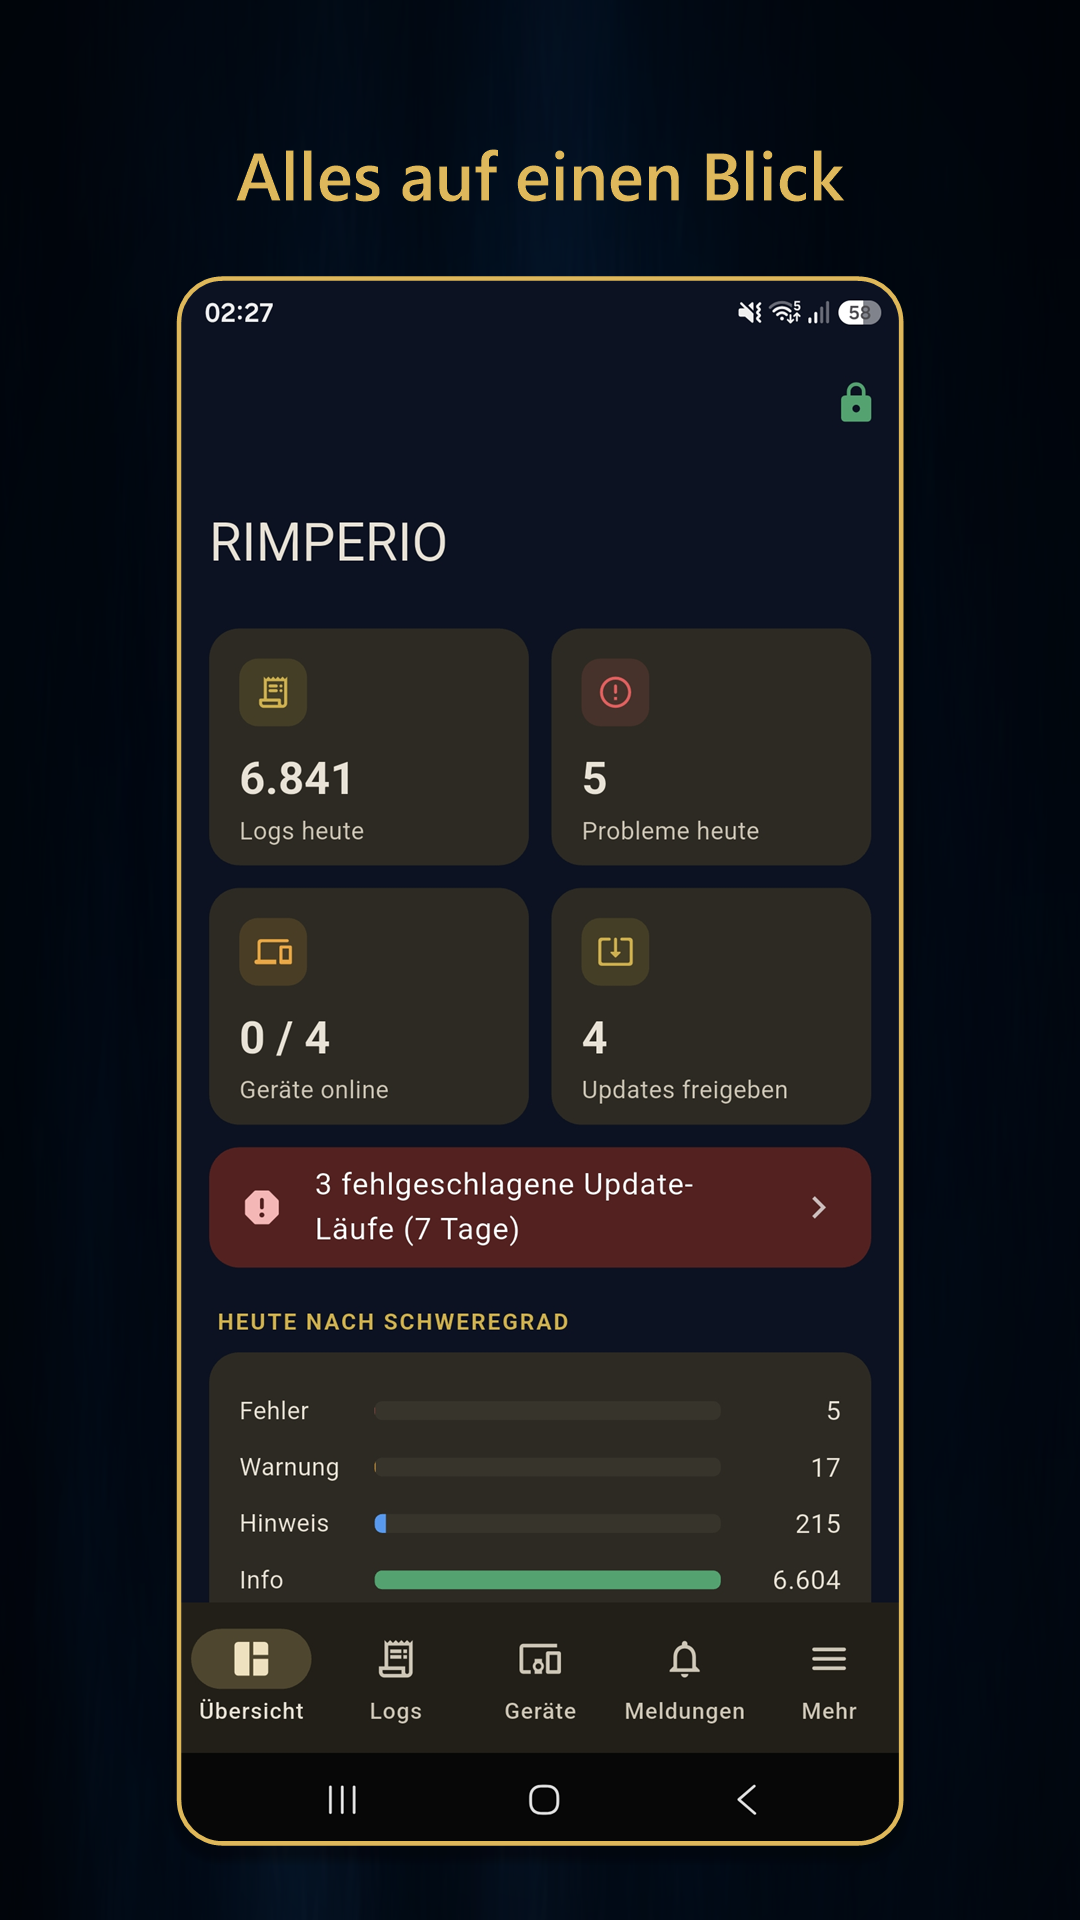 Alles auf einen Blick
02:27
5
58
RIMPERIO
6.841
Logs heute
5
Probleme heute
0 / 4
Geräte online
4
Updates freigeben
3 fehlgeschlagene Update-
Läufe (7 Tage)
HEUTE NACH SCHWEREGRAD
Fehler 5
Warnung 17
Hinweis 215
Info 6.604
Übersicht Logs Geräte Meldungen Mehr